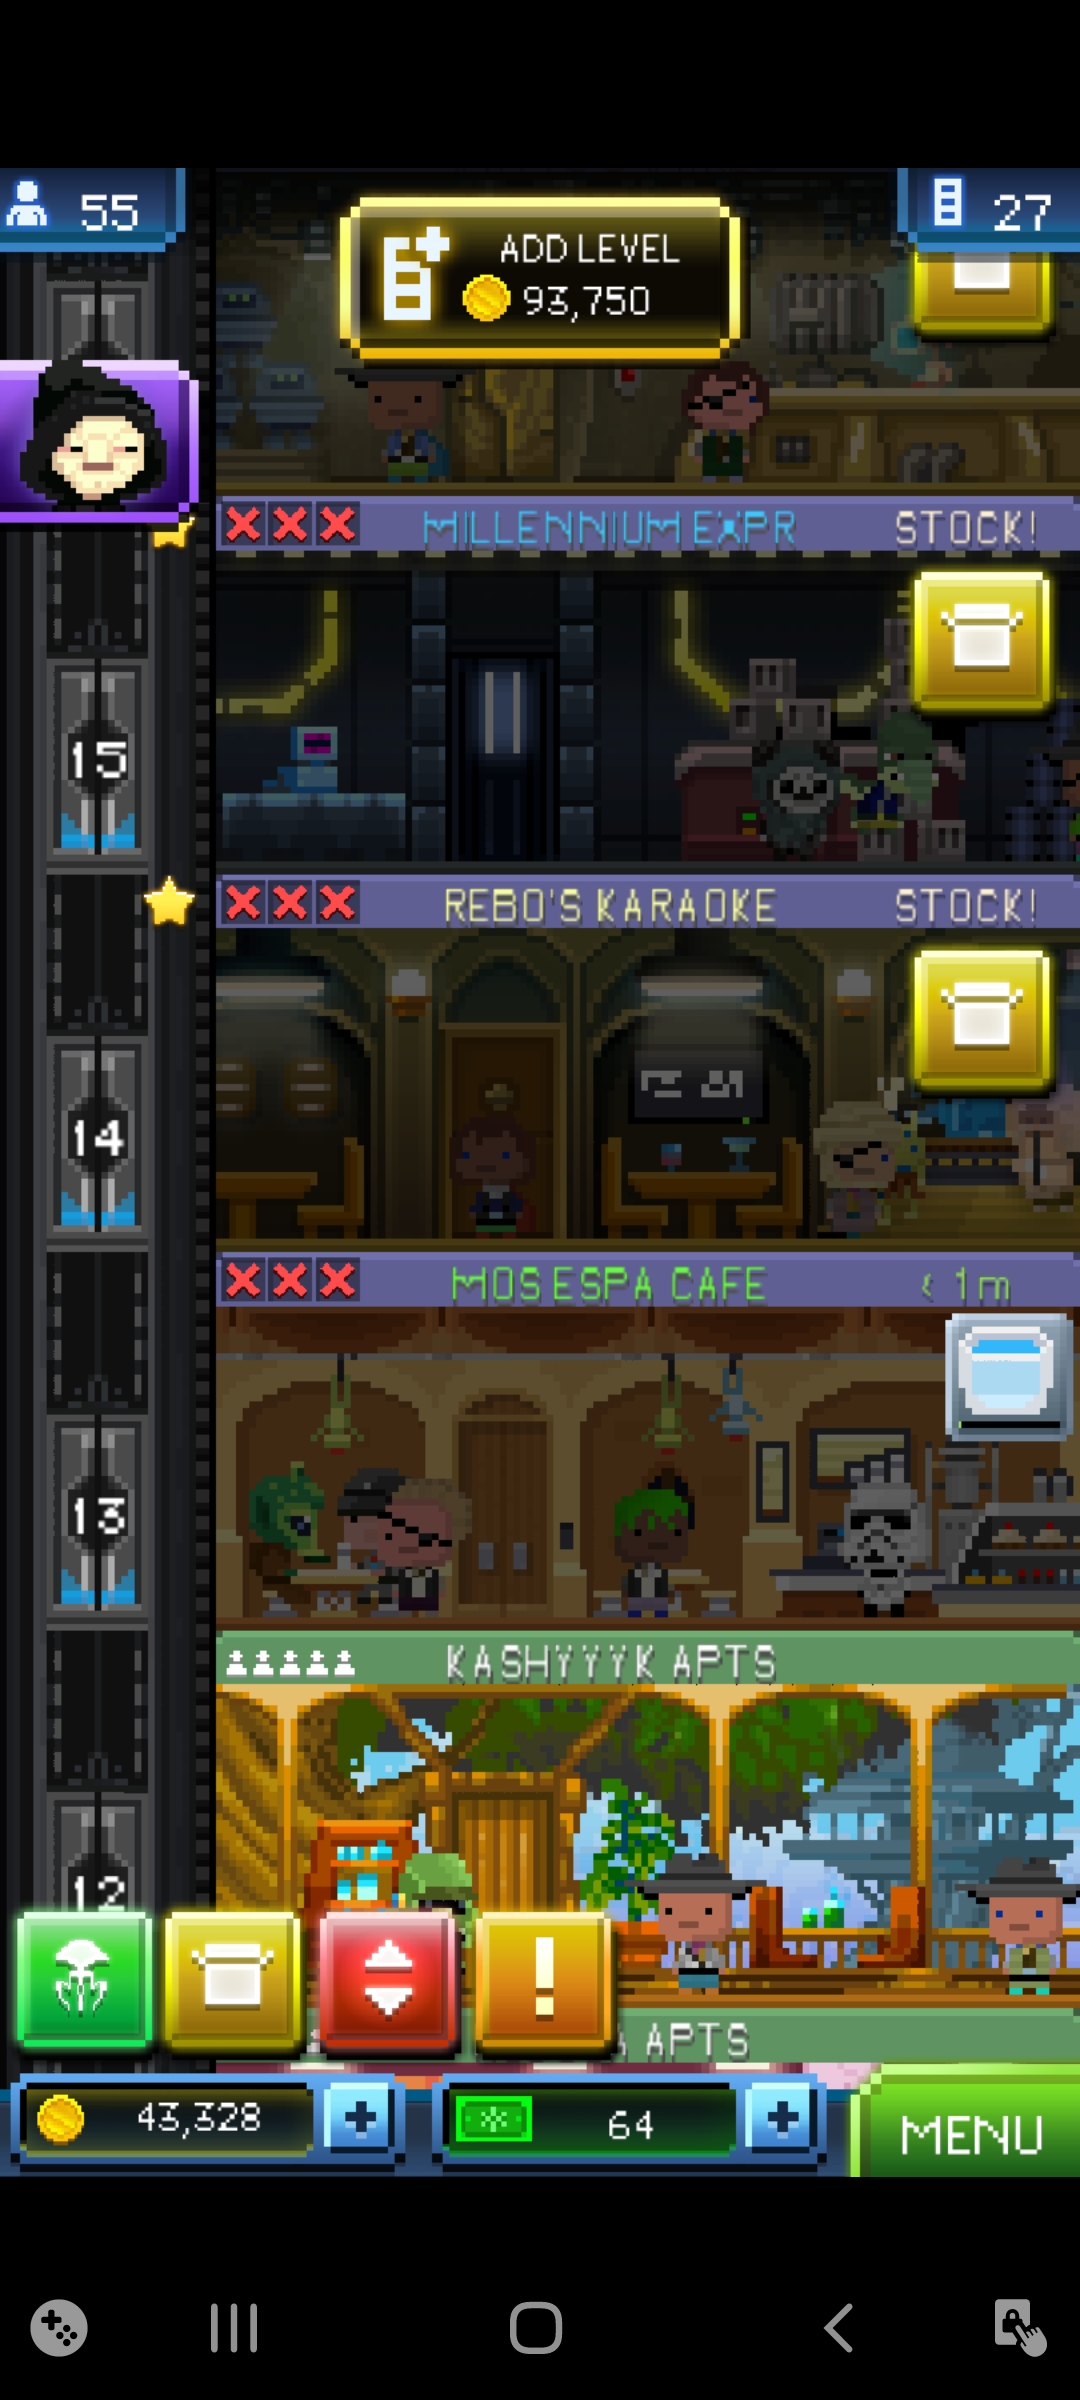 55
ADD LEVEL
93,750
27
MILLENNIUM EXPR STOCK!
15
REBO'S KARAOKE STOCK!
14
MOS ESPA CAFE < 1m
13
KASHYYYK APTS
12
APTS
43,328
64
MENU